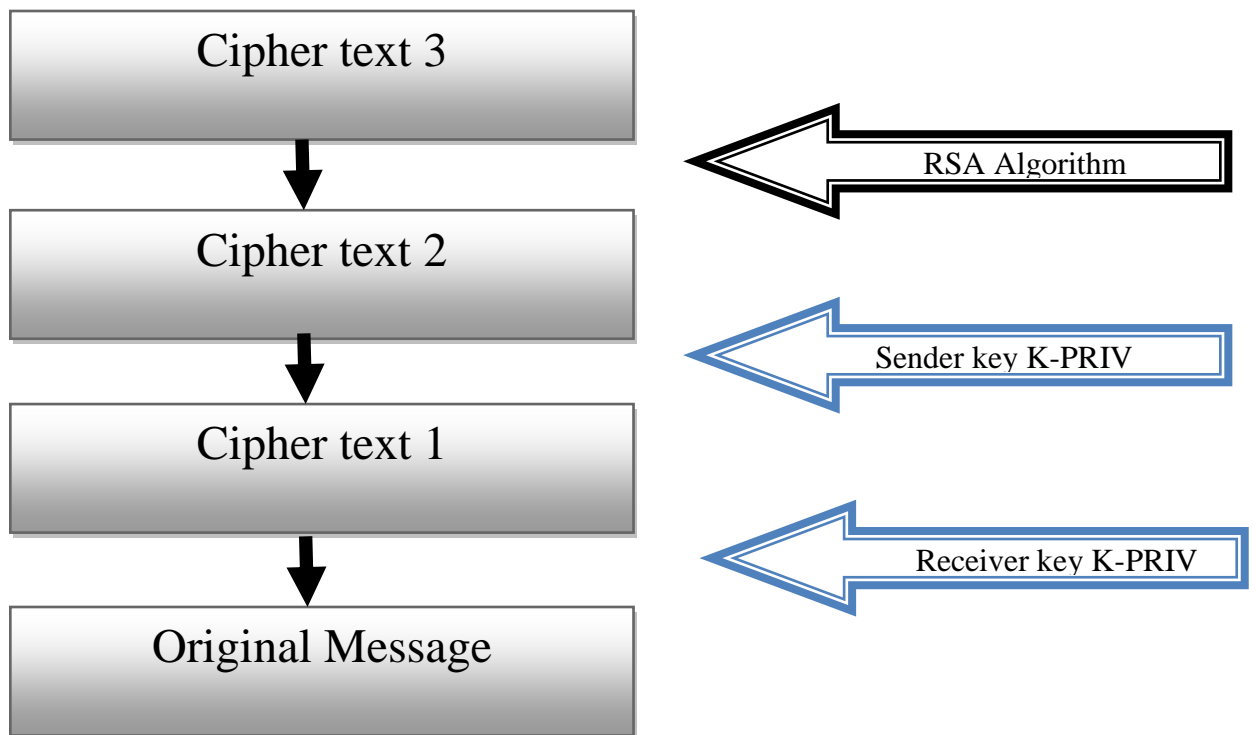 Cipher text 3
RSA Algorithm
Cipher text 2
Sender key K-PRIV
Cipher text 1
Receiver key K-PRIV
Original Message